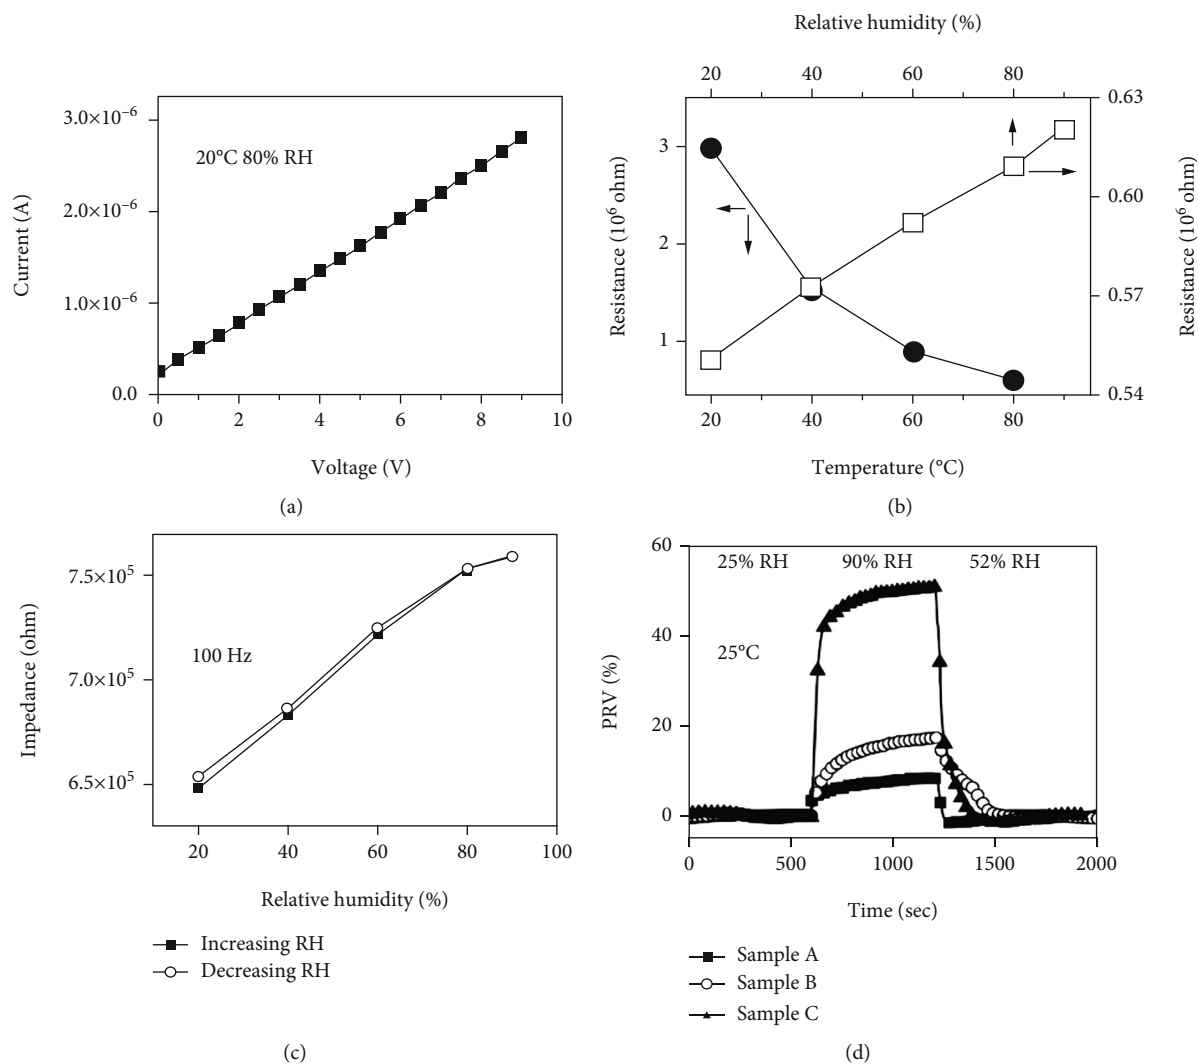 3.0×10⁻⁶
2.0×10⁻⁶
1.0×10⁻⁶
0.0
Current (A)
20°C 80% RH
0 2 4 6 8 10
Voltage (V)
(a)
Relative humidity (%)
20 40 60 80
3
2
1
Resistance (10⁶ ohm)
0.63
0.60
0.57
0.54
Resistance (10⁶ ohm)
20 40 60 80
Temperature (°C)
(b)
7.5×10⁵
7.0×10⁵
6.5×10⁵
Impedance (ohm)
100 Hz
20 40 60 80 100
Relative humidity (%)
Increasing RH
Decreasing RH
(c)
60
40
20
0
PRV (%)
25% RH 90% RH 52% RH
25°C
0 500 1000 1500 2000
Time (sec)
Sample A
Sample B
Sample C
(d)